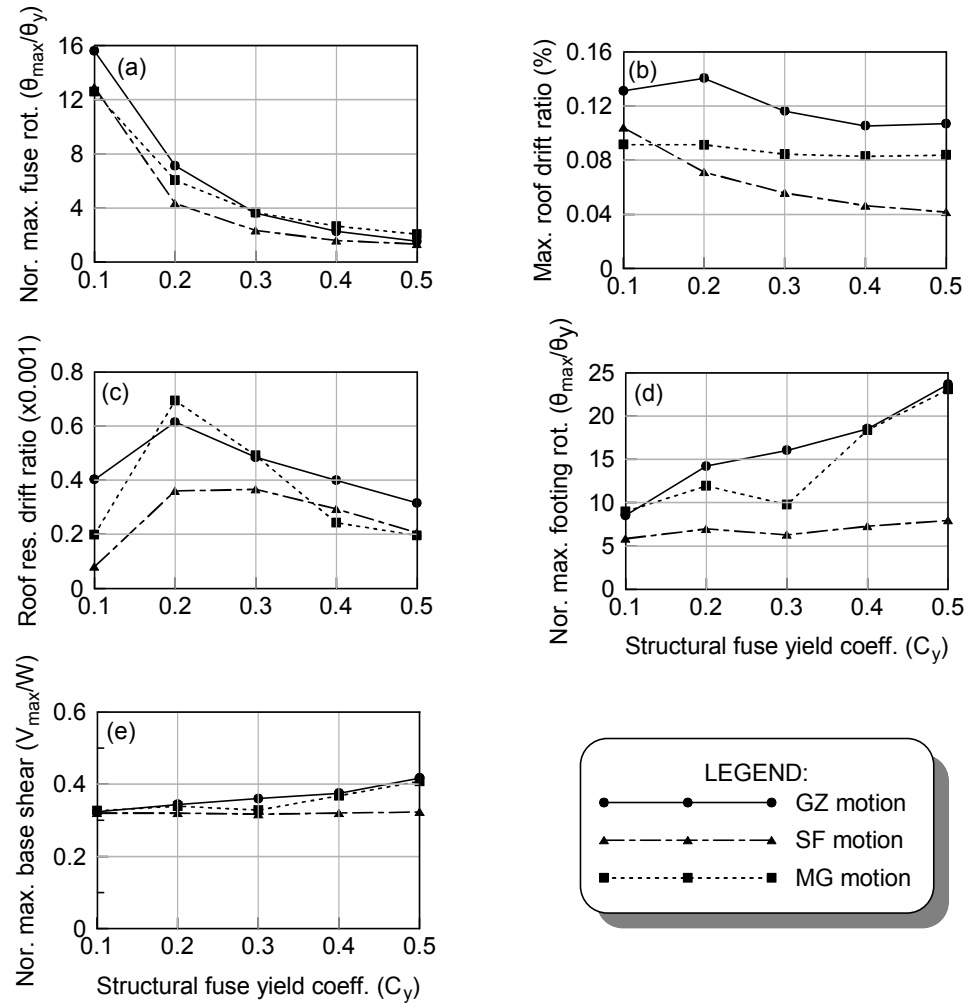 Nor. max. fuse rot. (θmax/θy)
16
12
8
4
0
(a)
0.1 0.2 0.3 0.4 0.5
Max. roof drift ratio (%)
0.16
0.12
0.08
0.04
0
(b)
0.1 0.2 0.3 0.4 0.5
Roof res. drift ratio (x0.001)
0.8
0.6
0.4
0.2
0
(c)
0.1 0.2 0.3 0.4 0.5
Nor. max. footing rot. (θmax/θy)
25
20
15
10
5
0
(d)
0.1 0.2 0.3 0.4 0.5
Structural fuse yield coeff. (Cy)
Nor. max. base shear (Vmax/W)
0.6
0.4
0.2
0
(e)
0.1 0.2 0.3 0.4 0.5
Structural fuse yield coeff. (Cy)
LEGEND:
GZ motion
SF motion
MG motion